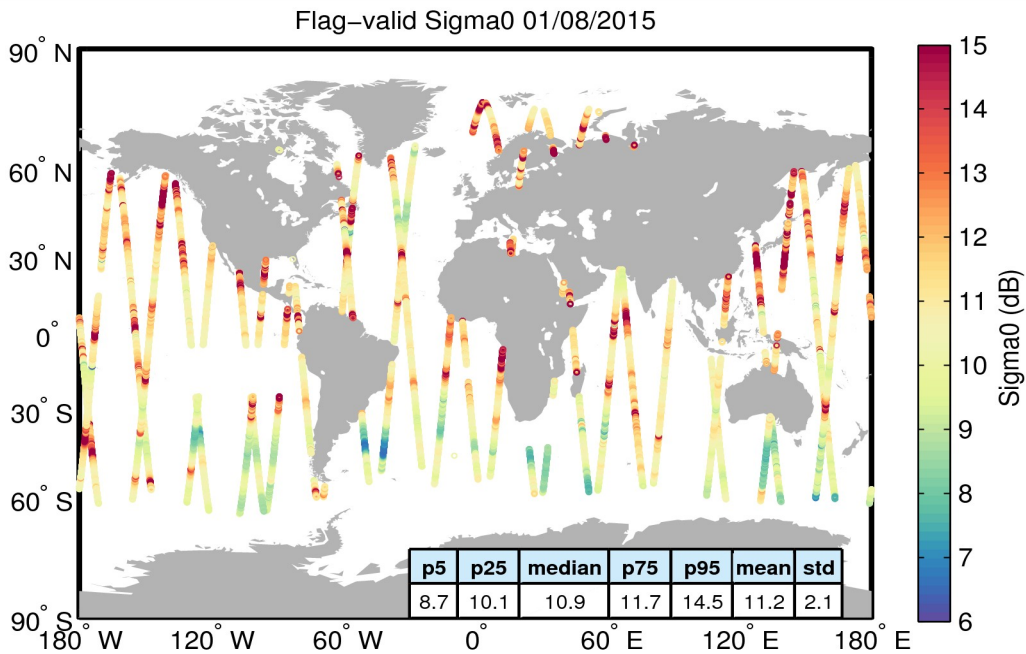 Flag−valid Sigma0 01/08/2015
90° N
60° N
30° N
0°
30° S
60° S
90° S
180° W
120° W
60° W
0°
60° E
120° E
180° E
15
14
13
12
11
10
9
8
7
6
Sigma0 (dB)
p5 p25 median p75 p95 mean std
8.7 10.1 10.9 11.7 14.5 11.2 2.1